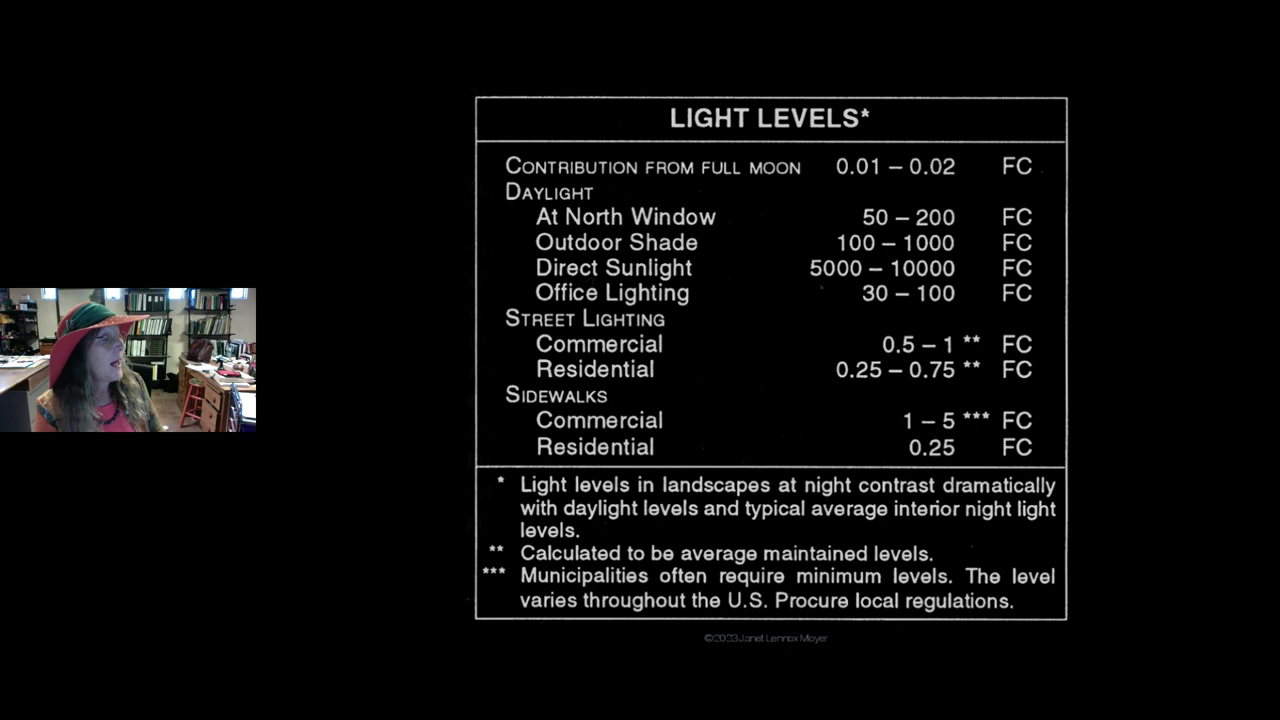 LIGHT LEVELS*
CONTRIBUTION FROM FULL MOON 0.01 – 0.02 FC
DAYLIGHT
At North Window 50 – 200 FC
Outdoor Shade 100 – 1000 FC
Direct Sunlight 5000 – 10000 FC
Office Lighting 30 – 100 FC
STREET LIGHTING
Commercial 0.5 – 1 ** FC
Residential 0.25 – 0.75 ** FC
SIDEWALKS
Commercial 1 – 5 *** FC
Residential 0.25 FC
* Light levels in landscapes at night contrast dramatically
with daylight levels and typical average interior night light
levels.
** Calculated to be average maintained levels.
*** Municipalities often require minimum levels. The level
varies throughout the U.S. Procure local regulations.
©2023 Janet Lennox Moyer